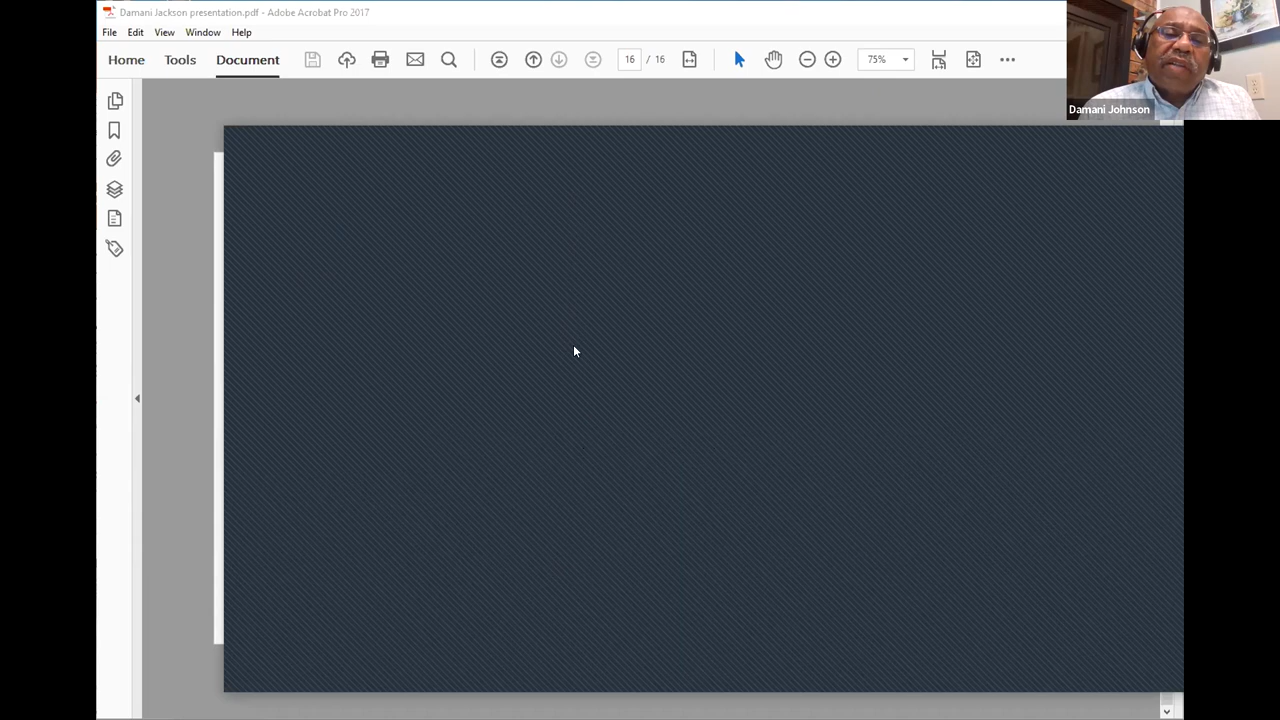 Damani Jackson presentation.pdf - Adobe Acrobat Pro 2017
File Edit View Window Help
Home Tools Document 16 / 16 75%
Damani Johnson